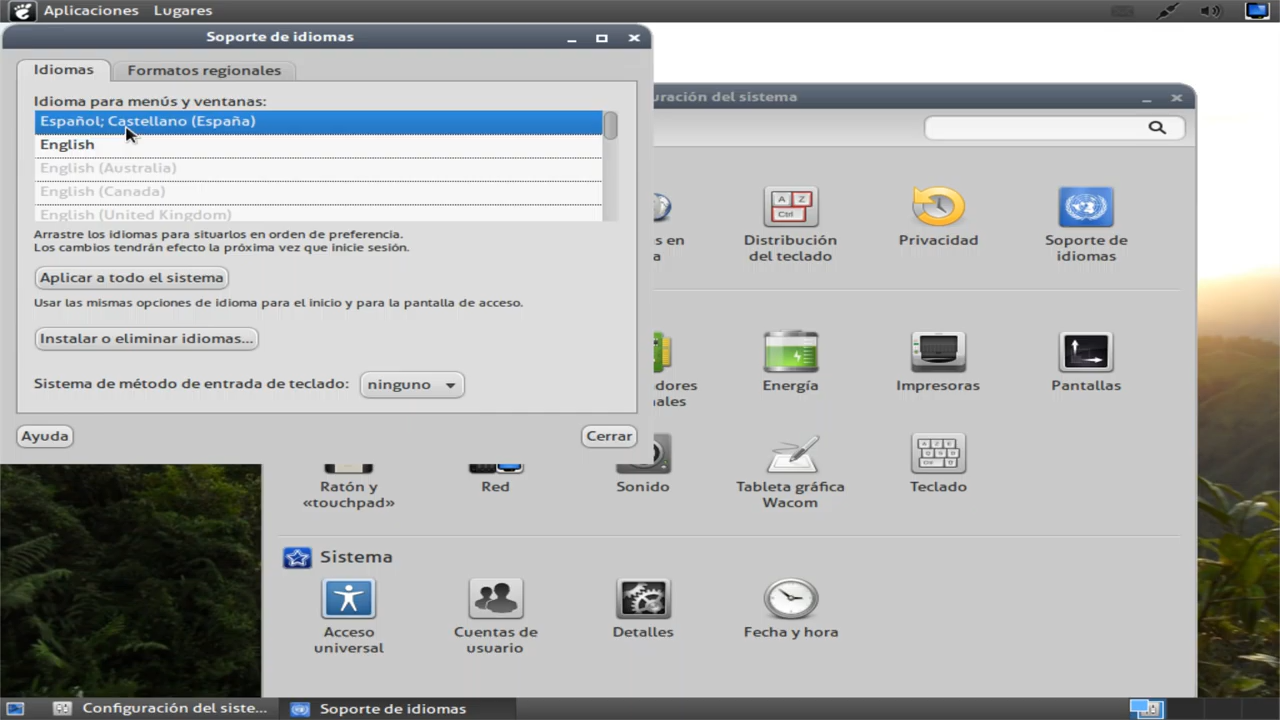 Aplicaciones Lugares
Soporte de idiomas
Idiomas
Formatos regionales
Idioma para menús y ventanas:
Español; Castellano (España)
English
English (Australia)
English (Canada)
English (United Kingdom)
Arrastre los idiomas para situarlos en orden de preferencia.
Los cambios tendrán efecto la próxima vez que inicie sesión.
Aplicar a todo el sistema
Usar las mismas opciones de idioma para el inicio y para la pantalla de acceso.
Instalar o eliminar idiomas...
Sistema de método de entrada de teclado: ninguno
Ayuda
Cerrar
uración del sistema
s en
a
A Z
Ctrl
Distribución
del teclado
Privacidad
Soporte de
idiomas
adores
nales
Energía
Impresoras
Pantallas
Ratón y
«touchpad»
Red
Sonido
Tableta gráfica
Wacom
Teclado
Sistema
Acceso
universal
Cuentas de
usuario
Detalles
Fecha y hora
Configuración del siste...
Soporte de idiomas